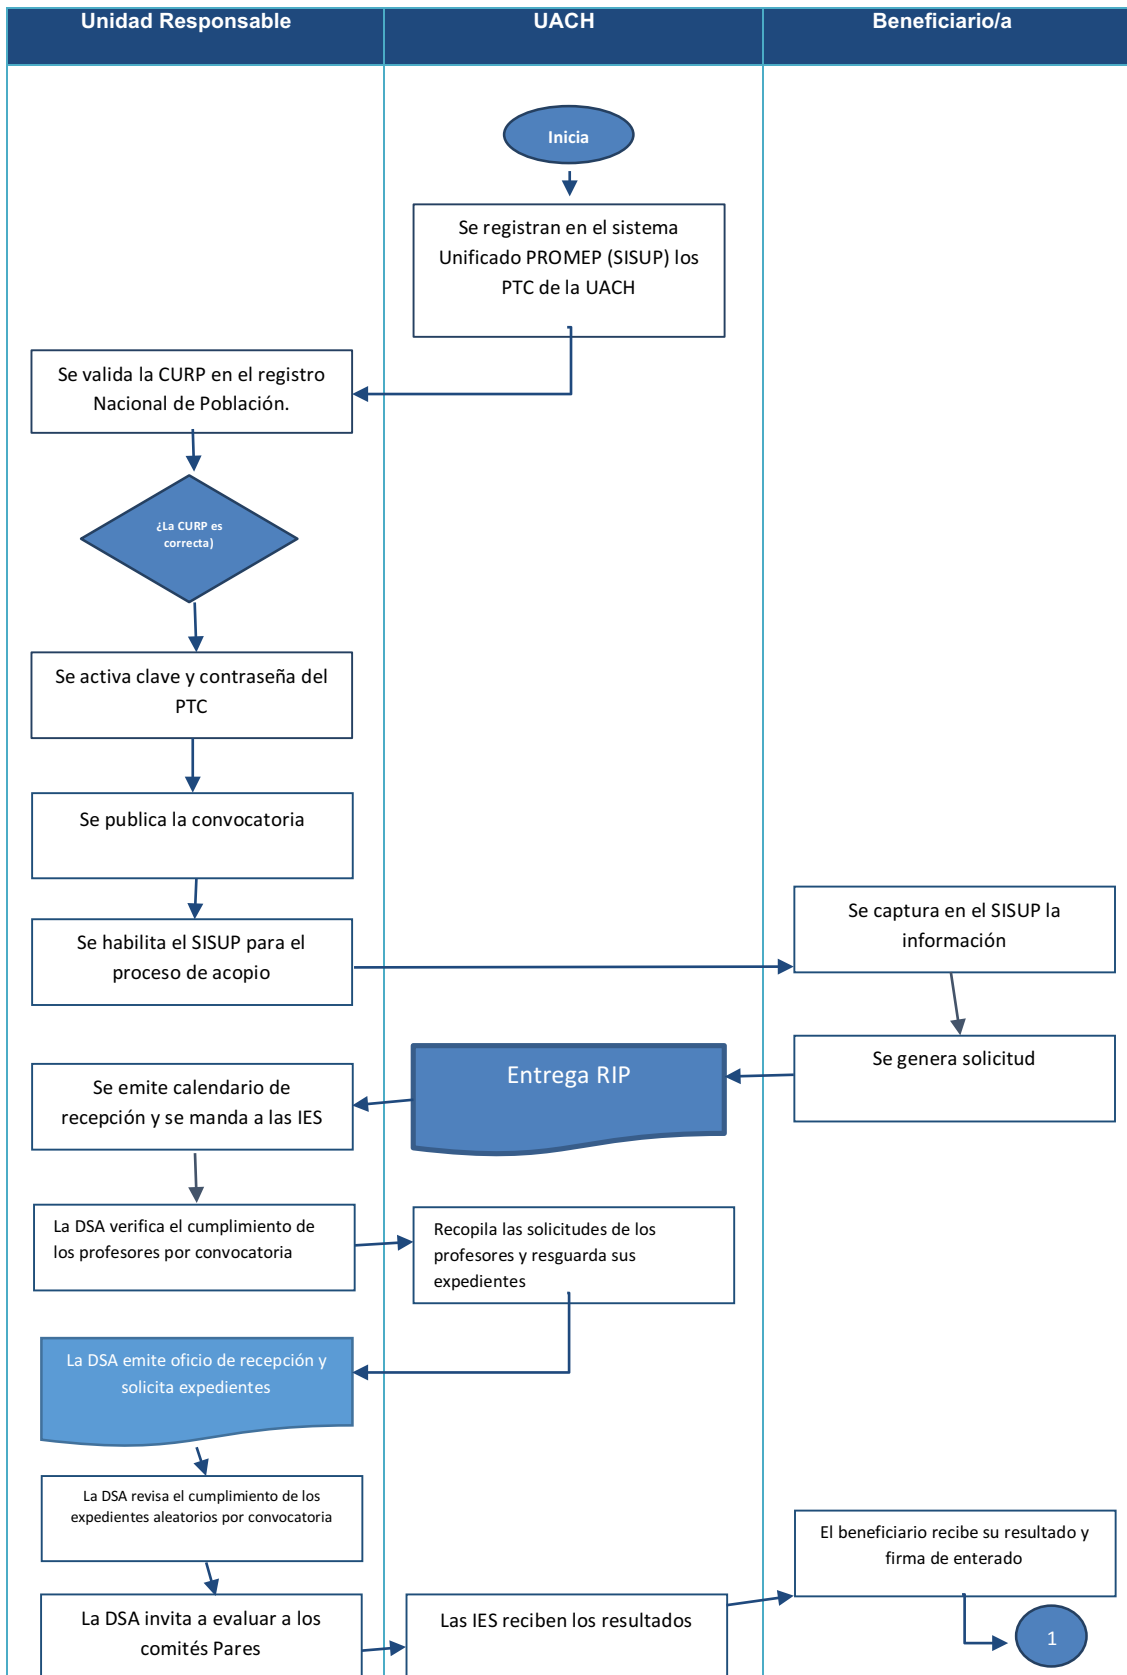 Unidad Responsable
UACH
Beneficiario/a
Inicia
Se registran en el sistema
Unificado PROMEP (SISUP) los
PTC de la UACH
Se valida la CURP en el registro
Nacional de Población.
¿La CURP es
correcta)
Se activa clave y contraseña del
PTC
Se publica la convocatoria
Se habilita el SISUP para el
proceso de acopio
Se captura en el SISUP la
información
Se genera solicitud
Entrega RIP
Se emite calendario de
recepción y se manda a las IES
La DSA verifica el cumplimiento de
los profesores por convocatoria
Recopila las solicitudes de los
profesores y resguarda sus
expedientes
La DSA emite oficio de recepción y
solicita expedientes
La DSA revisa el cumplimiento de los
expedientes aleatorios por convocatoria
La DSA invita a evaluar a los
comités Pares
Las IES reciben los resultados
El beneficiario recibe su resultado y
firma de enterado
1